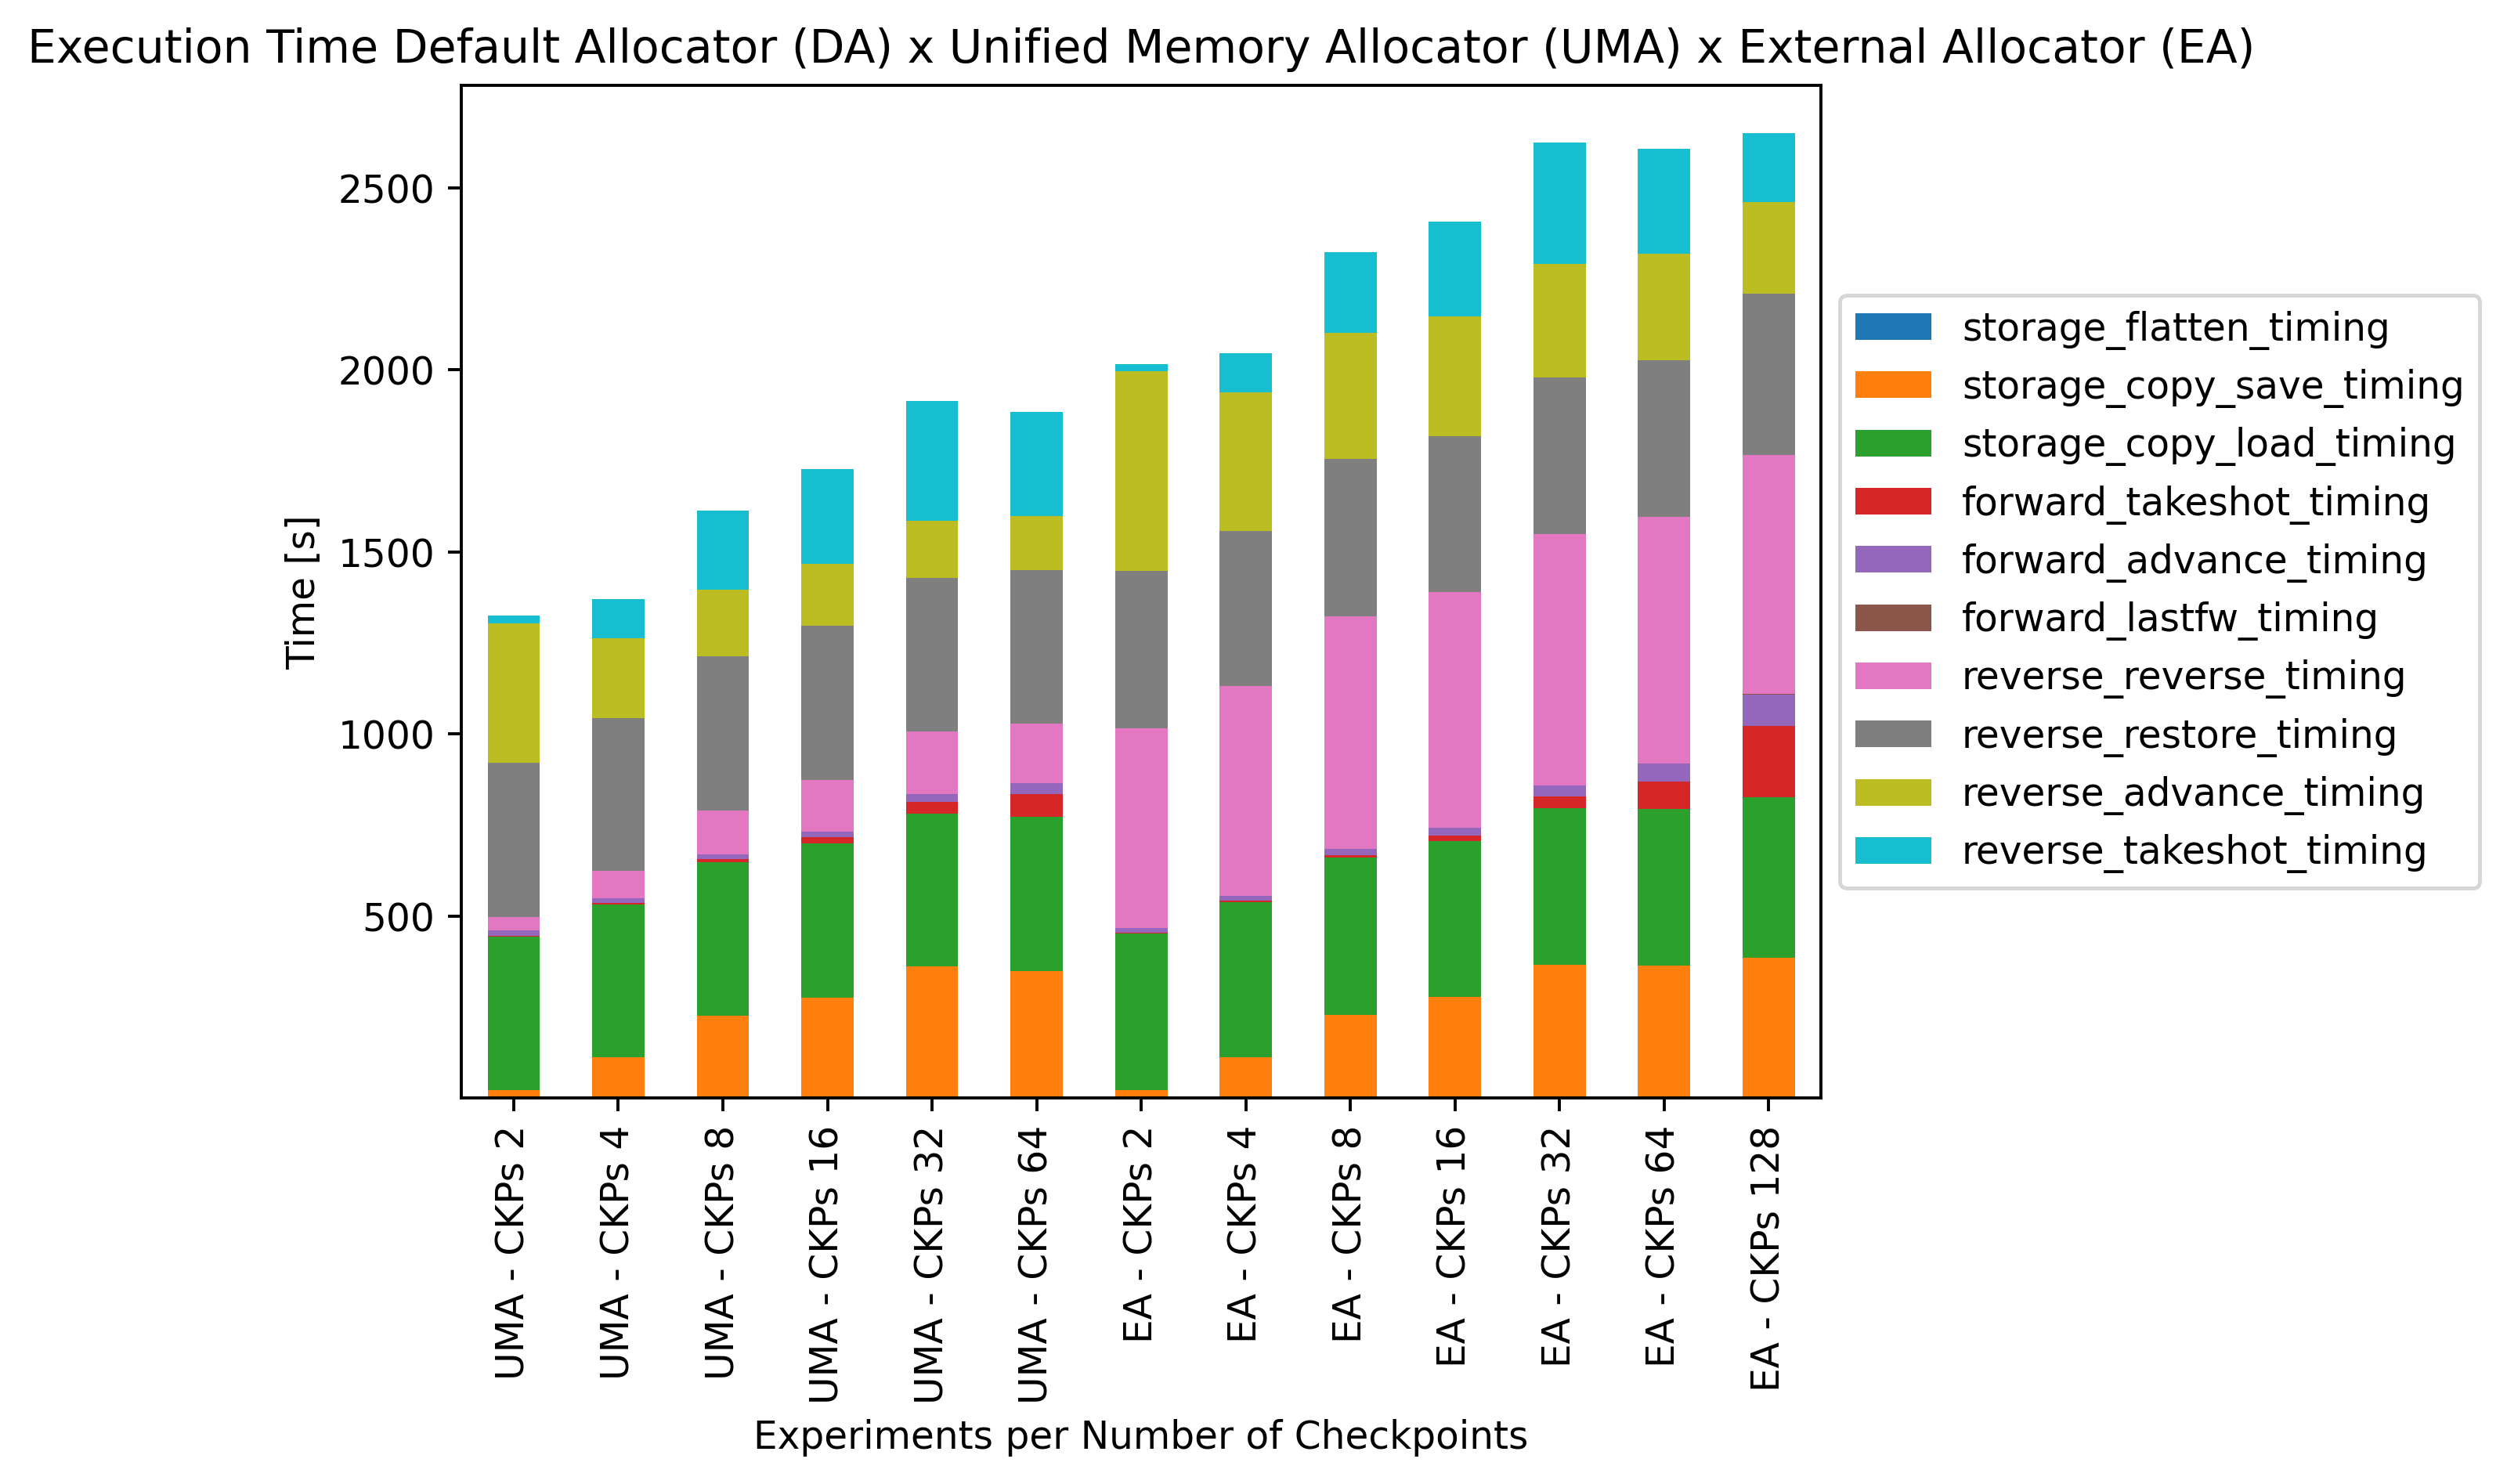 Execution Time Default Allocator (DA) x Unified Memory Allocator (UMA) x External Allocator (EA)
Time [s]
2500
2000
1500
1000
500
UMA - CKPs 2
UMA - CKPs 4
UMA - CKPs 8
UMA - CKPs 16
UMA - CKPs 32
UMA - CKPs 64
EA - CKPs 2
EA - CKPs 4
EA - CKPs 8
EA - CKPs 16
EA - CKPs 32
EA - CKPs 64
EA - CKPs 128
Experiments per Number of Checkpoints
storage_flatten_timing
storage_copy_save_timing
storage_copy_load_timing
forward_takeshot_timing
forward_advance_timing
forward_lastfw_timing
reverse_reverse_timing
reverse_restore_timing
reverse_advance_timing
reverse_takeshot_timing